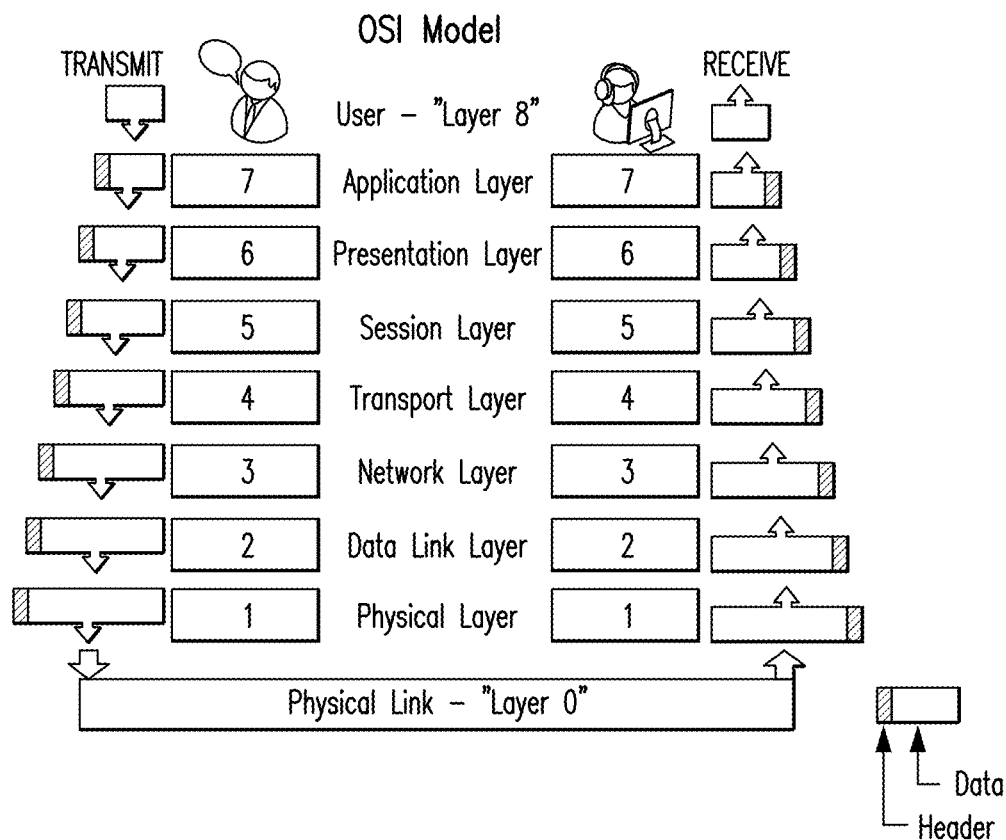 OSI Model
TRANSMIT
RECEIVE
User – "Layer 8"
7 Application Layer 7
6 Presentation Layer 6
5 Session Layer 5
4 Transport Layer 4
3 Network Layer 3
2 Data Link Layer 2
1 Physical Layer 1
Physical Link – "Layer 0"
Data
Header